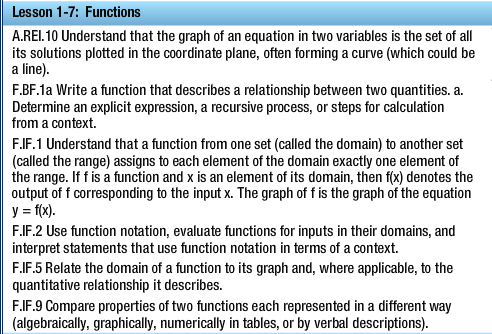 Lesson 1-7: Functions
A.REI.10 Understand that the graph of an equation in two variables is the set of all
its solutions plotted in the coordinate plane, often forming a curve (which could be
a line).
F.BF.1a Write a function that describes a relationship between two quantities. a.
Determine an explicit expression, a recursive process, or steps for calculation
from a context.
F.IF.1 Understand that a function from one set (called the domain) to another set
(called the range) assigns to each element of the domain exactly one element of
the range. If f is a function and x is an element of its domain, then f(x) denotes the
output of f corresponding to the input x. The graph of f is the graph of the equation
y = f(x).
F.IF.2 Use function notation, evaluate functions for inputs in their domains, and
interpret statements that use function notation in terms of a context.
F.IF.5 Relate the domain of a function to its graph and, where applicable, to the
quantitative relationship it describes.
F.IF.9 Compare properties of two functions each represented in a different way
(algebraically, graphically, numerically in tables, or by verbal descriptions).